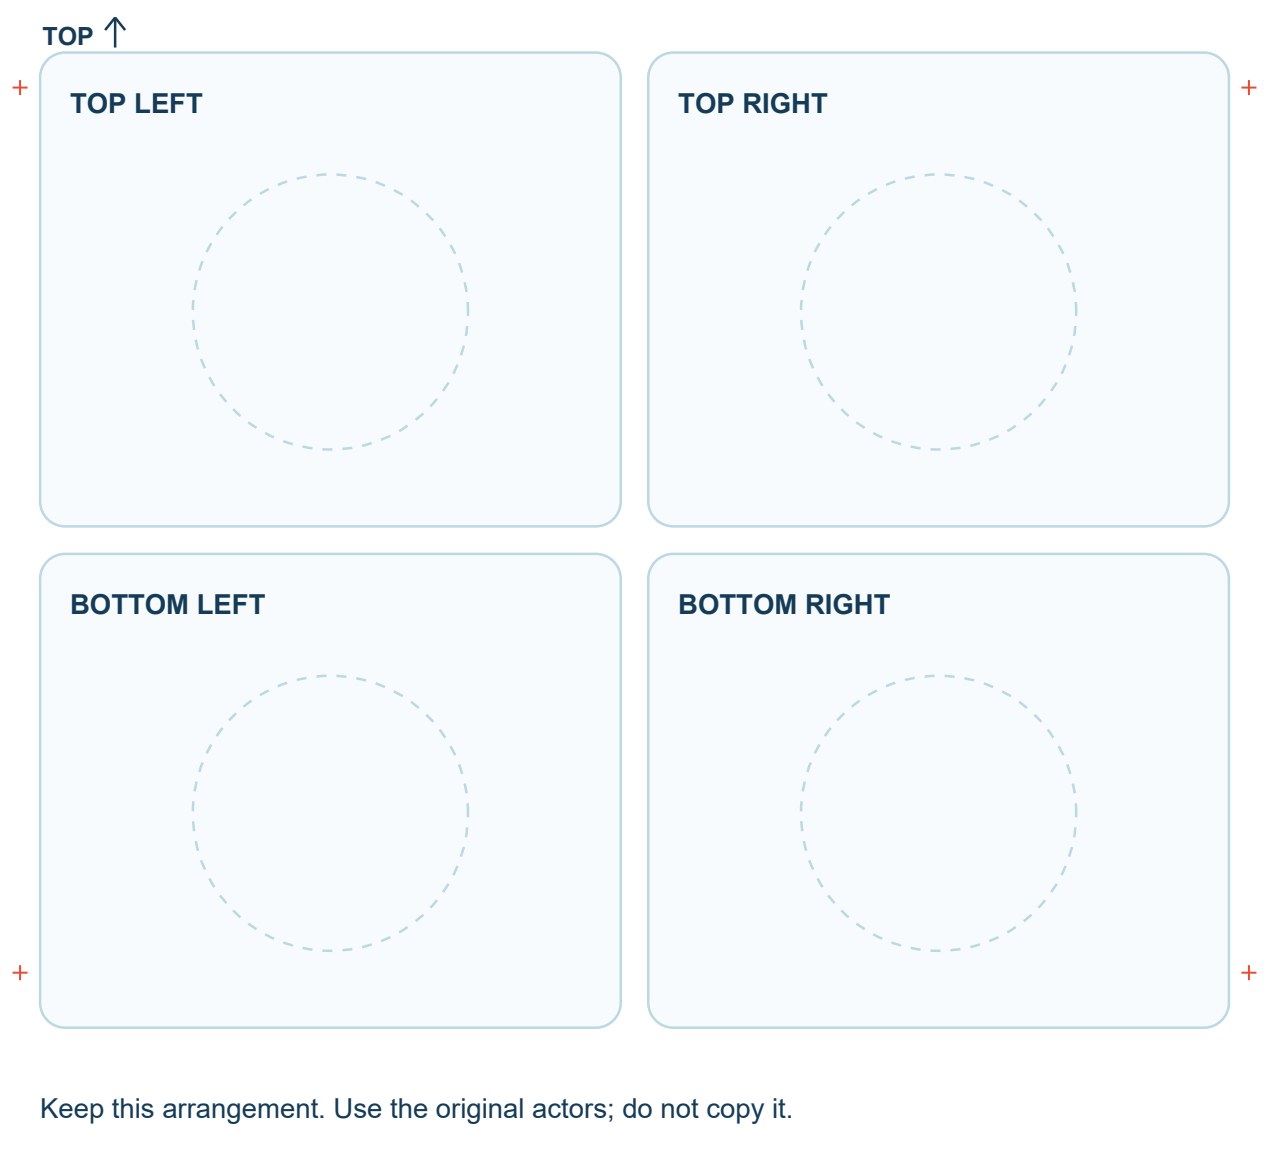 TOP
TOP LEFT
TOP RIGHT
BOTTOM LEFT
BOTTOM RIGHT
Keep this arrangement. Use the original actors; do not copy it.